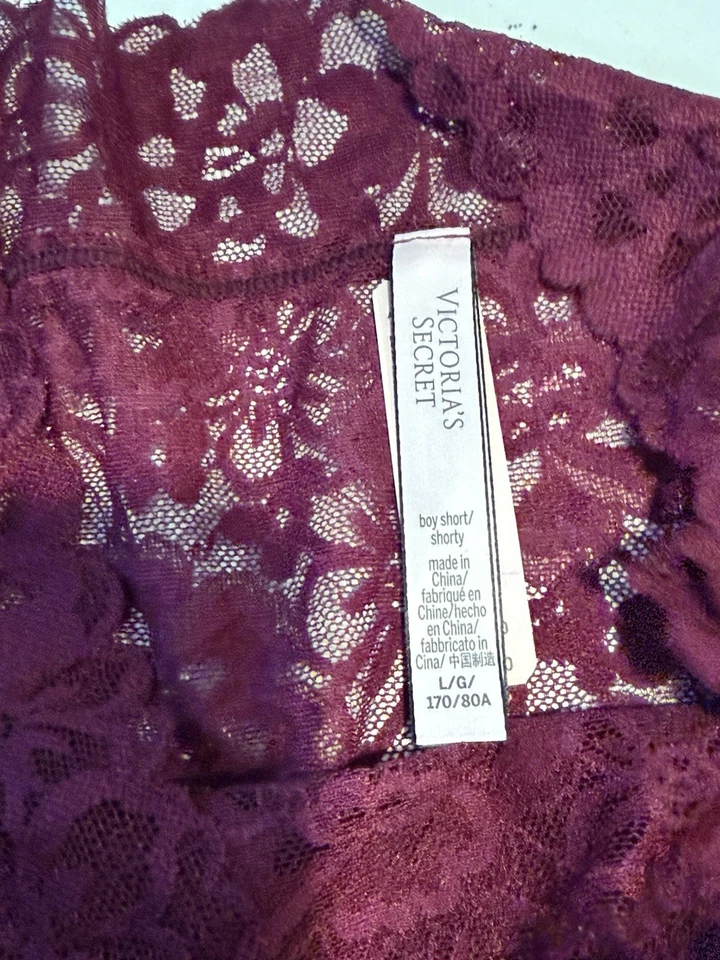 VICTORIA'S
SECRET
boy short/
shorty
made in
China/
fabriqué en
Chine/hecho
en China/
fabbricato in
Cina/ 中国制造
L/G/
170/80A